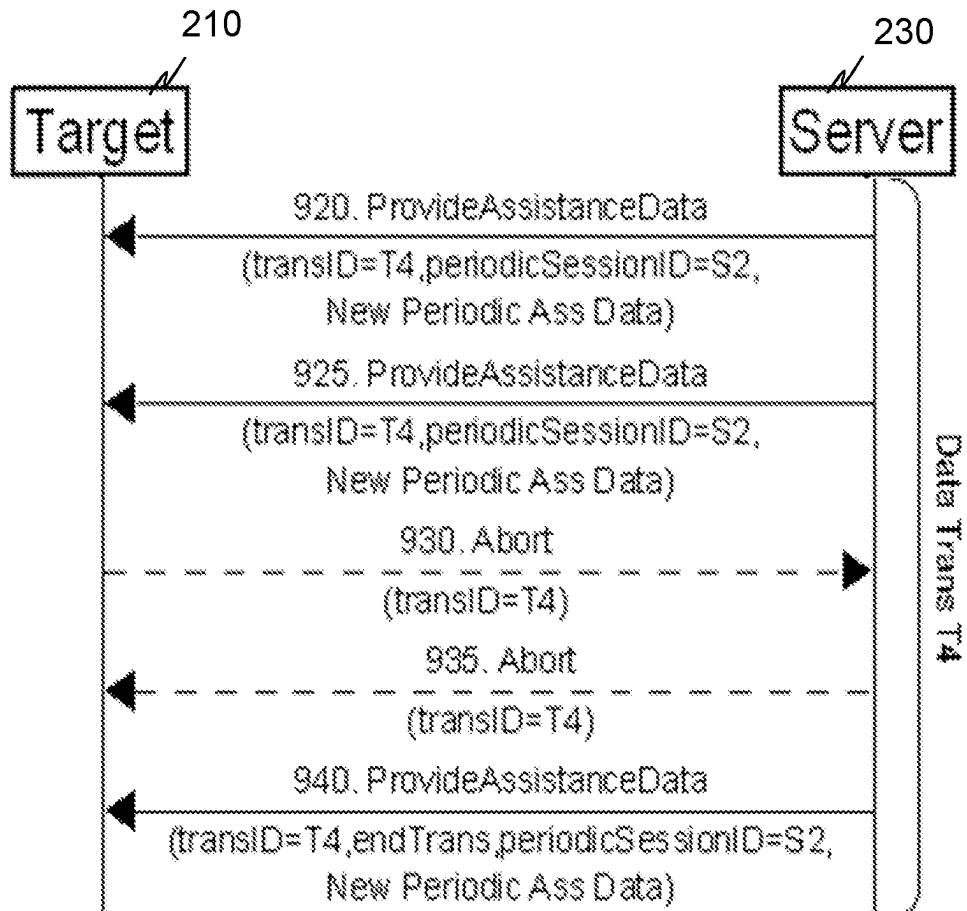 210
230
Target
Server
920. ProvideAssistanceData
(transID=T4,periodicSessionID=S2,
New Periodic Ass Data)
925. ProvideAssistanceData
(transID=T4,periodicSessionID=S2,
New Periodic Ass Data)
930. Abort
(transID=T4)
935. Abort
(transID=T4)
940. ProvideAssistanceData
(transID=T4,endTrans,periodicSessionID=S2,
New Periodic Ass Data)
Data Trans T4